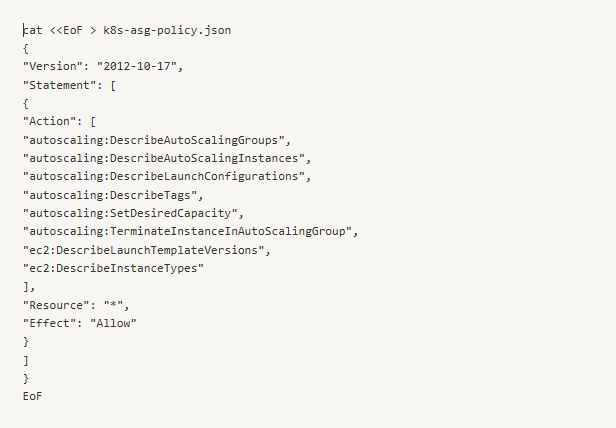 cat <<EoF > k8s-asg-policy.json
{
"Version": "2012-10-17",
"Statement": [
{
"Action": [
"autoscaling:DescribeAutoScalingGroups",
"autoscaling:DescribeAutoScalingInstances",
"autoscaling:DescribeLaunchConfigurations",
"autoscaling:DescribeTags",
"autoscaling:SetDesiredCapacity",
"autoscaling:TerminateInstanceInAutoScalingGroup",
"ec2:DescribeLaunchTemplateVersions",
"ec2:DescribeInstanceTypes"
],
"Resource": "*",
"Effect": "Allow"
}
]
}
EoF